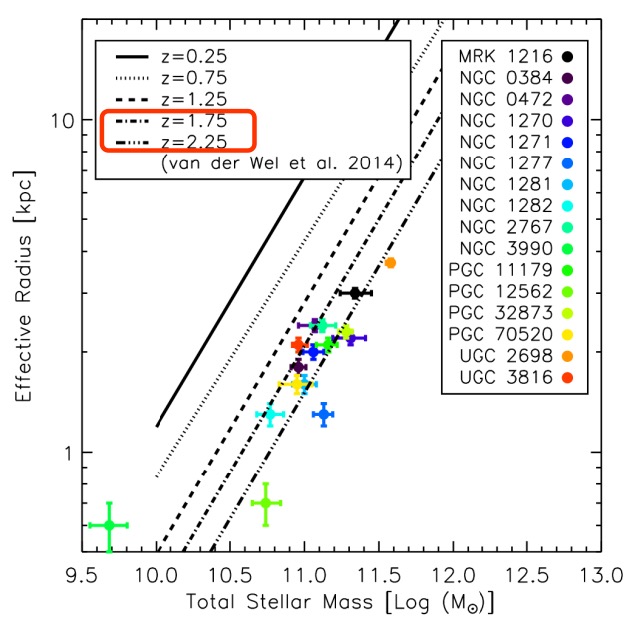 z=0.25
z=0.75
z=1.25
z=1.75
z=2.25
(van der Wel et al. 2014)
MRK 1216
NGC 0384
NGC 0472
NGC 1270
NGC 1271
NGC 1277
NGC 1281
NGC 1282
NGC 2767
NGC 3990
PGC 11179
PGC 12562
PGC 32873
PGC 70520
UGC 2698
UGC 3816
10
1
Effective Radius [kpc]
9.5 10.0 10.5 11.0 11.5 12.0 12.5 13.0
Total Stellar Mass [Log (M☉)]